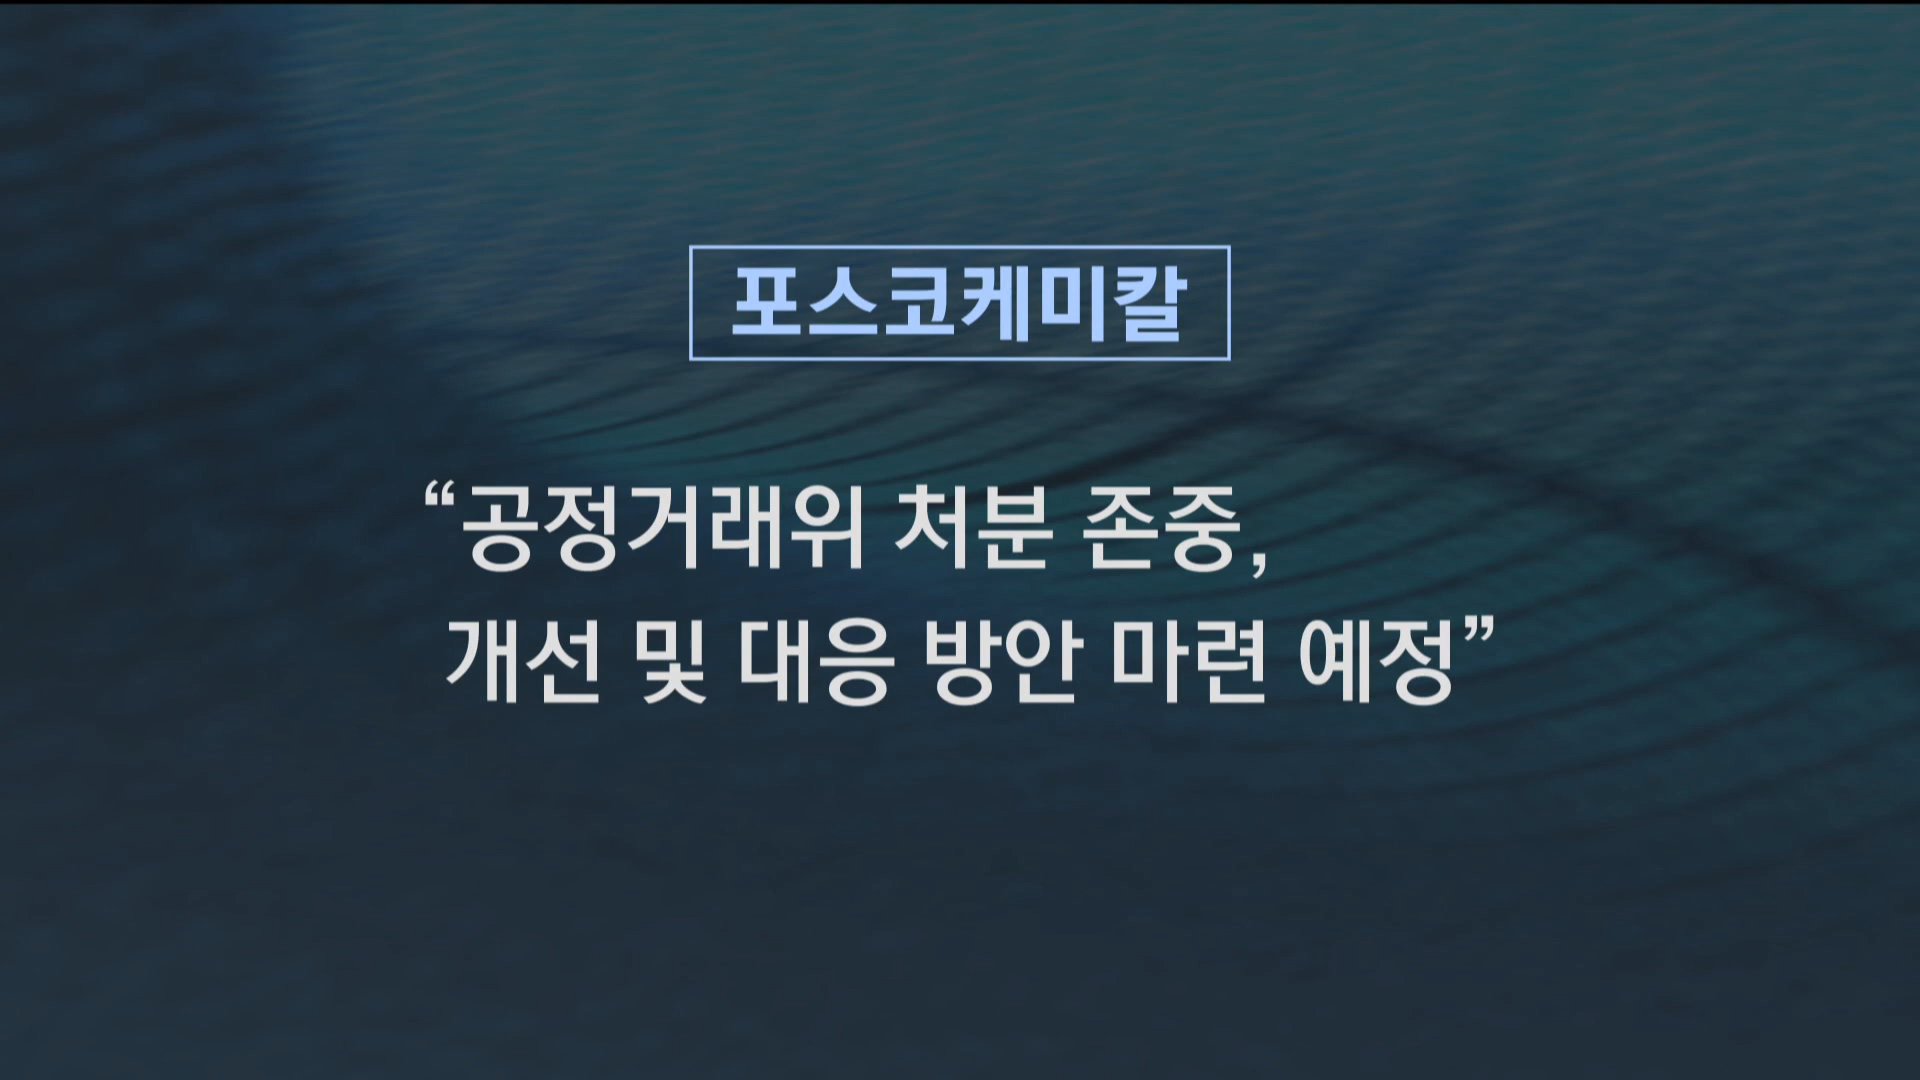 포스코케미칼
“공정거래위 처분 존중,
개선 및 대응 방안 마련 예정”